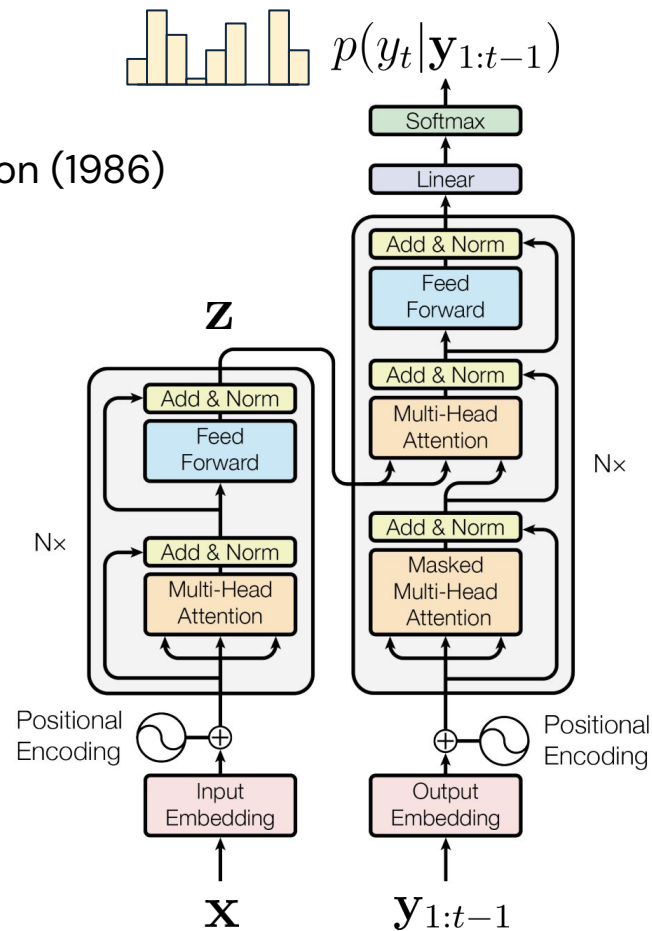 p(y_t|𝐲_{1:t−1})
Softmax
on (1986)
Linear
Add & Norm
Feed
Forward
𝐳
Add & Norm
Multi-Head
Attention
N×
Add & Norm
Masked
Multi-Head
Attention
Add & Norm
Feed
Forward
N×
Add & Norm
Multi-Head
Attention
Positional
Encoding
Positional
Encoding
Input
Embedding
Output
Embedding
𝐱
𝐲_{1:t−1}